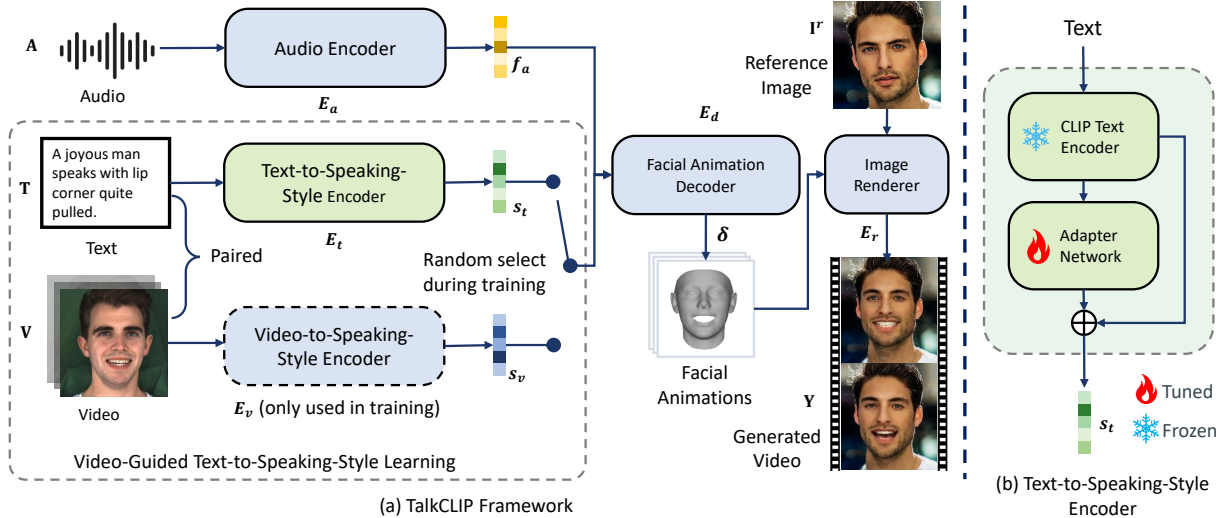 A
Audio
Audio Encoder
E_a
f_a
T
A joyous man
speaks with lip
corner quite
pulled.
Text
Text-to-Speaking-
Style Encoder
E_t
s_t
Paired
Random select
during training
V
Video
Video-to-Speaking-
Style Encoder
E_v (only used in training)
s_v
Video-Guided Text-to-Speaking-Style Learning
E_d
Facial Animation
Decoder
δ
Facial
Animations
I^r
Reference
Image
Image
Renderer
E_r
Y
Generated
Video
(a) TalkCLIP Framework
Text
CLIP Text
Encoder
Adapter
Network
s_t
Tuned
Frozen
(b) Text-to-Speaking-Style
Encoder